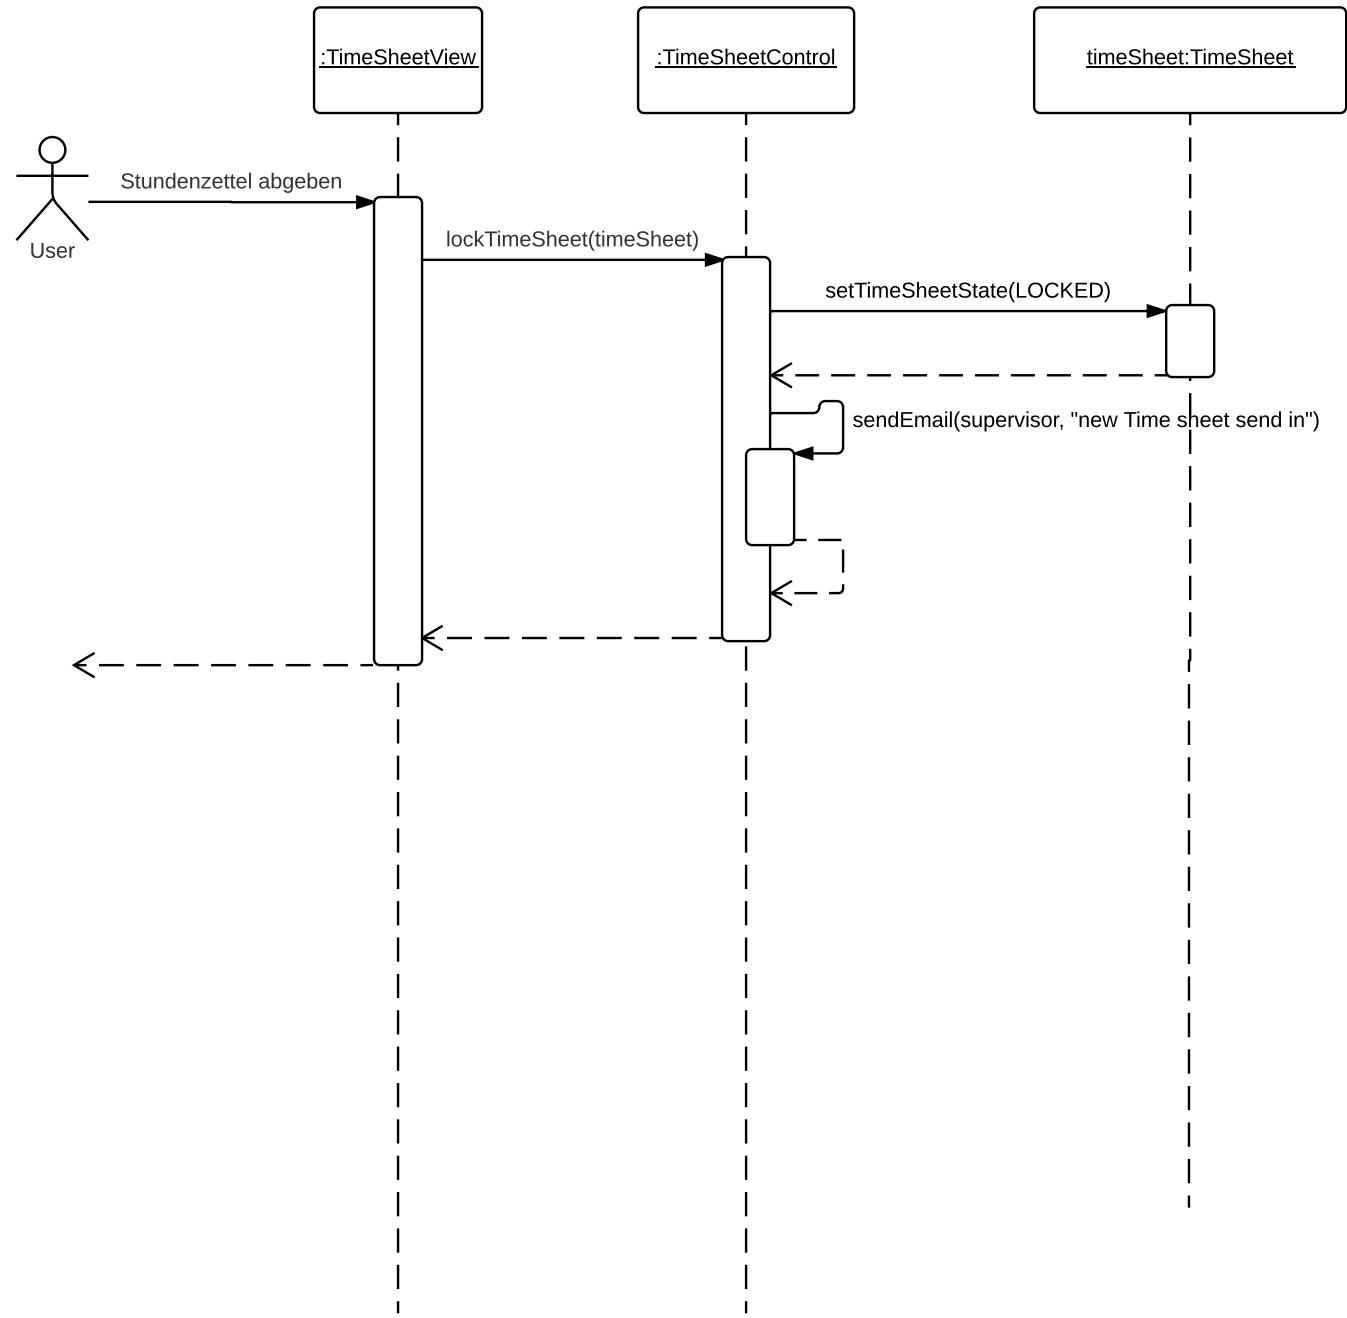 :TimeSheetView
:TimeSheetControl
timeSheet:TimeSheet
Stundenzettel abgeben
User
lockTimeSheet(timeSheet)
setTimeSheetState(LOCKED)
sendEmail(supervisor, "new Time sheet send in")